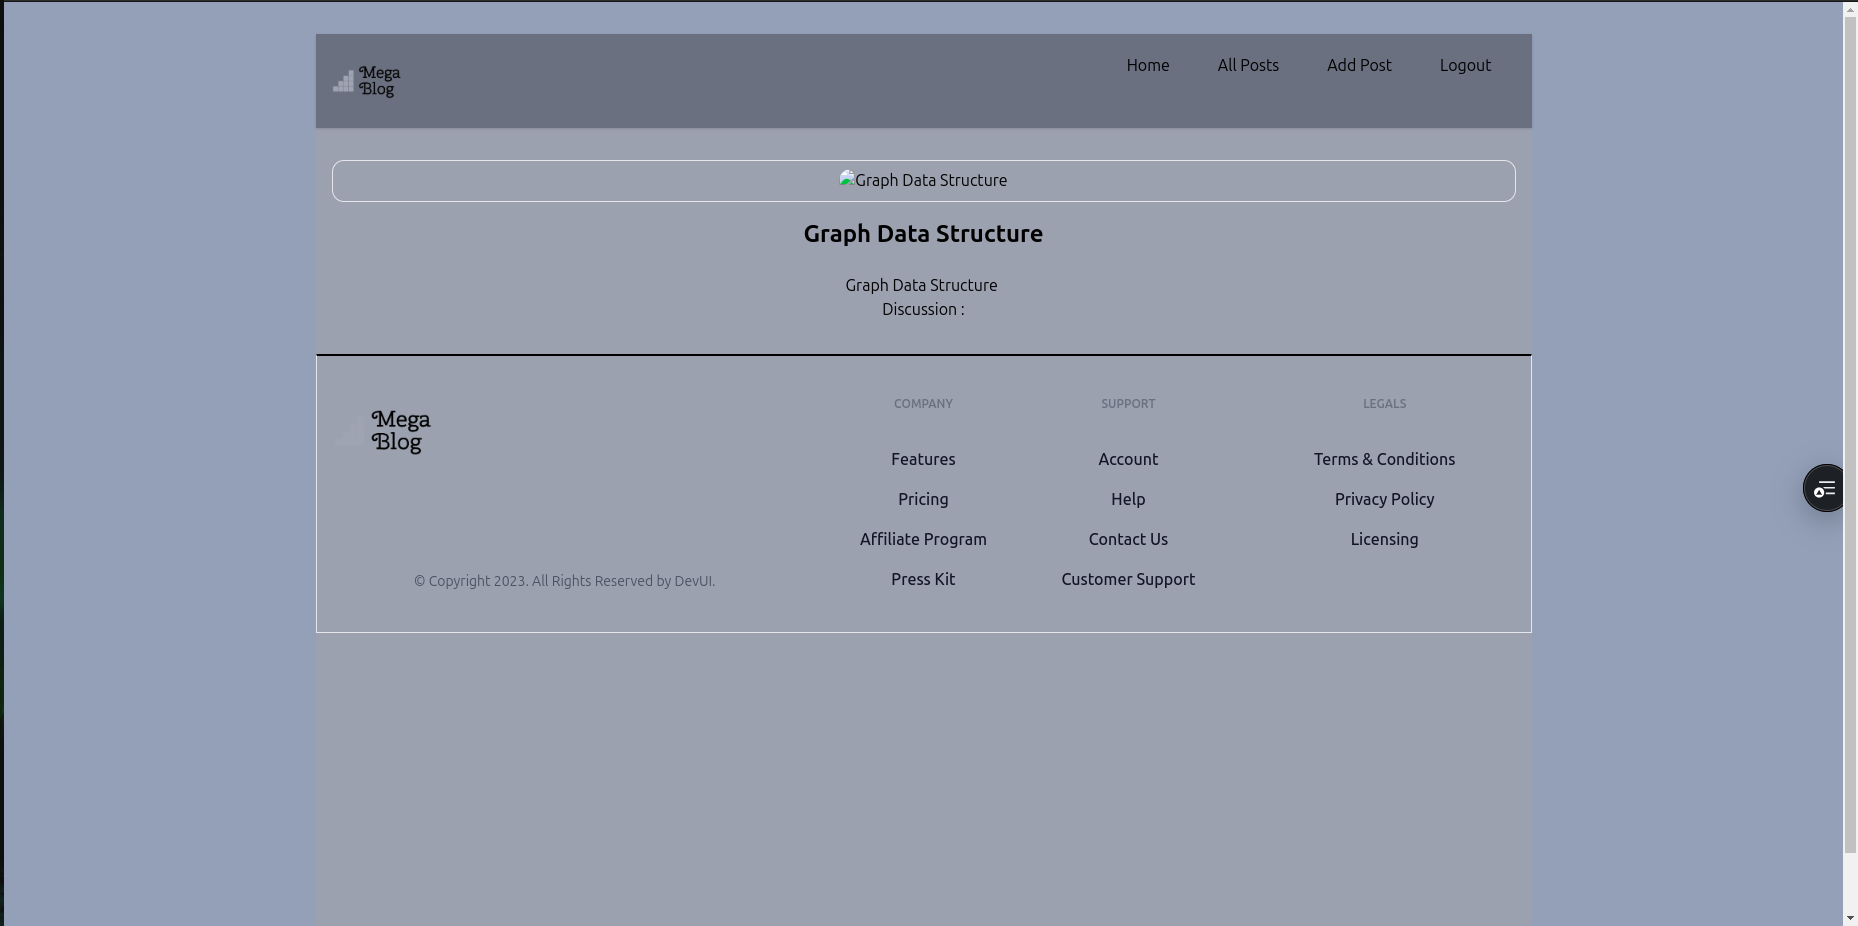 Mega
Blog
Home
All Posts
Add Post
Logout
Graph Data Structure
Graph Data Structure
Graph Data Structure
Discussion :
Mega
Blog
© Copyright 2023. All Rights Reserved by DevUI.
COMPANY
Features
Pricing
Affiliate Program
Press Kit
SUPPORT
Account
Help
Contact Us
Customer Support
LEGALS
Terms & Conditions
Privacy Policy
Licensing